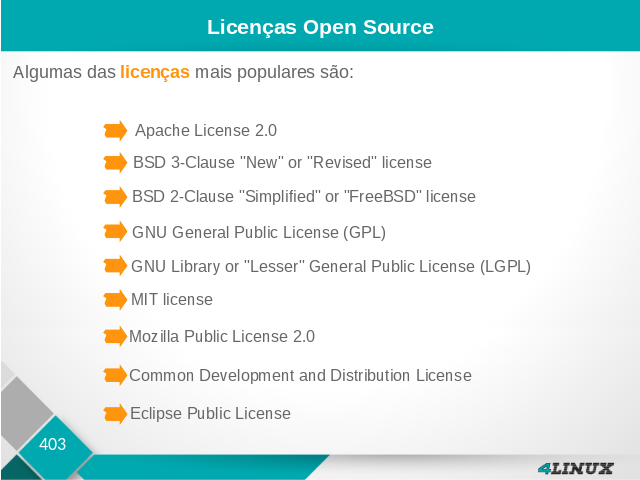 Licenças Open Source
Algumas das licenças mais populares são:
Apache License 2.0
BSD 3-Clause "New" or "Revised" license
BSD 2-Clause "Simplified" or "FreeBSD" license
GNU General Public License (GPL)
GNU Library or "Lesser" General Public License (LGPL)
MIT license
Mozilla Public License 2.0
Common Development and Distribution License
Eclipse Public License
403
4LINUX